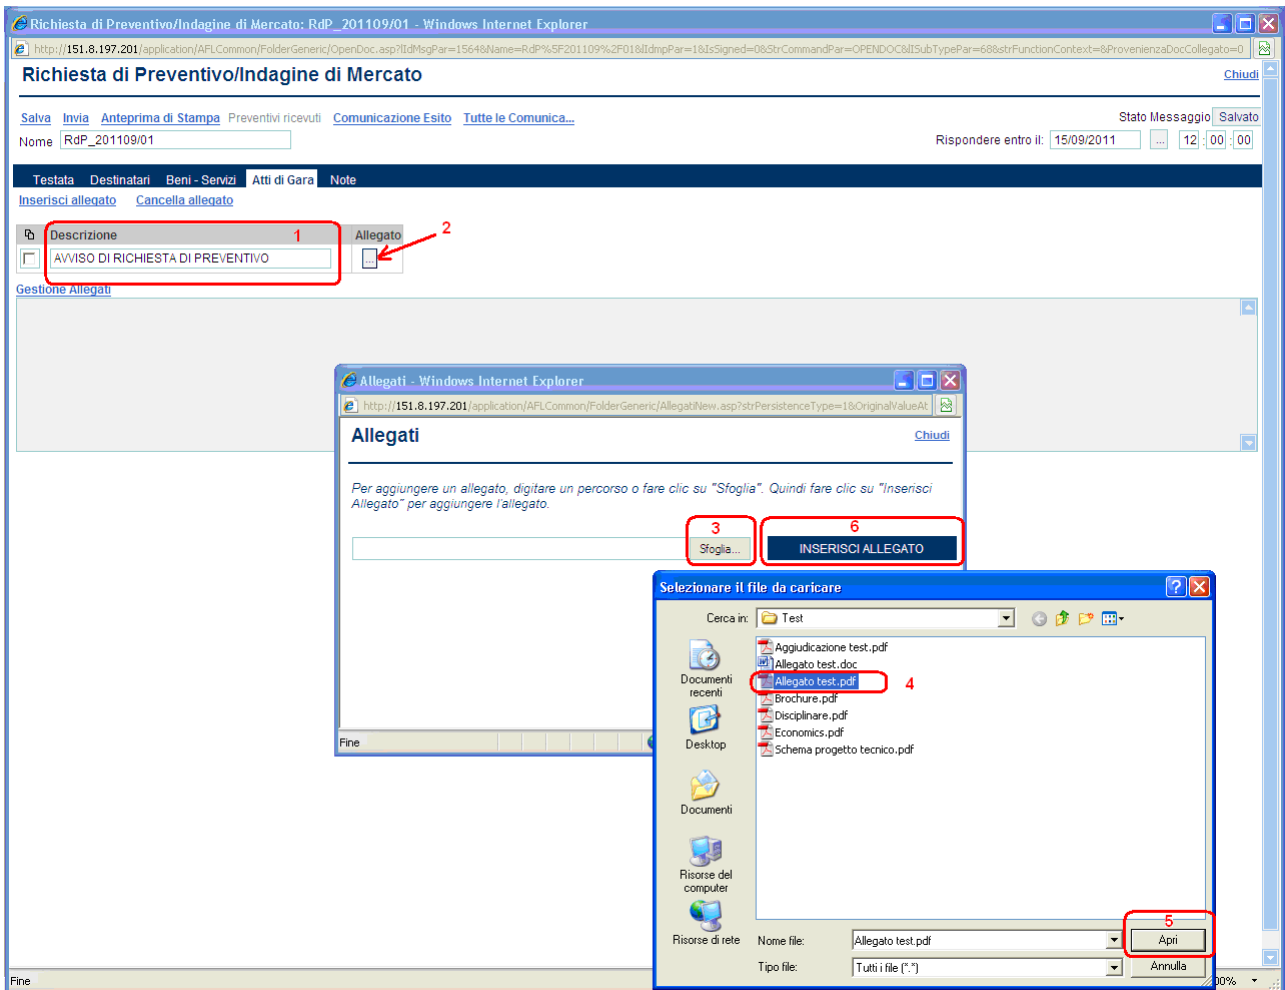 Richiesta di Preventivo/Indagine di Mercato: RdP_201109/01 - Windows Internet Explorer
http://151.8.197.201/application/AFLCommon/FolderGeneric/OpenDoc.asp?lIdMsgPar=1564&Name=RdP%5F201109%2F01&IdmpPar=1&IsSigned=0&StrCommandPar=OPENDOC&lISubTypePar=68&strFunctionContext=&ProvenienzaDocCollegato=0
Richiesta di Preventivo/Indagine di Mercato
Chiudi
Salva Invia Anteprima di Stampa Preventivi ricevuti Comunicazione Esito Tutte le Comunica...
Stato Messaggio Salvato
Nome RdP_201109/01
Rispondere entro il: 15/09/2011 ... 12 : 00 : 00
Testata Destinatari Beni - Servizi Atti di Gara Note
Inserisci allegato Cancella allegato
Descrizione 1 Allegato 2
AVVISO DI RICHIESTA DI PREVENTIVO ...
Gestione Allegati
Allegati - Windows Internet Explorer
http://151.8.197.201/application/AFLCommon/FolderGeneric/AllegatiNew.asp?strPersistenceType=1&OriginalValueAt
Allegati
Chiudi
Per aggiungere un allegato, digitare un percorso o fare clic su "Sfoglia". Quindi fare clic su "Inserisci
Allegato" per aggiungere l'allegato.
3 6
Sfoglia... INSERISCI ALLEGATO
Selezionare il file da caricare
Cerca in: Test
Aggiudicazione test.pdf
Allegato test.doc
Allegato test.pdf 4
Brochure.pdf
Disciplinare.pdf
Economics.pdf
Schema progetto tecnico.pdf
Documenti
recenti
Desktop
Documenti
Risorse del
computer
Risorse di rete
5
Nome file: Allegato test.pdf Apri
Tipo file: Tutti i file (*.*) Annulla
Fine
Fine
00%